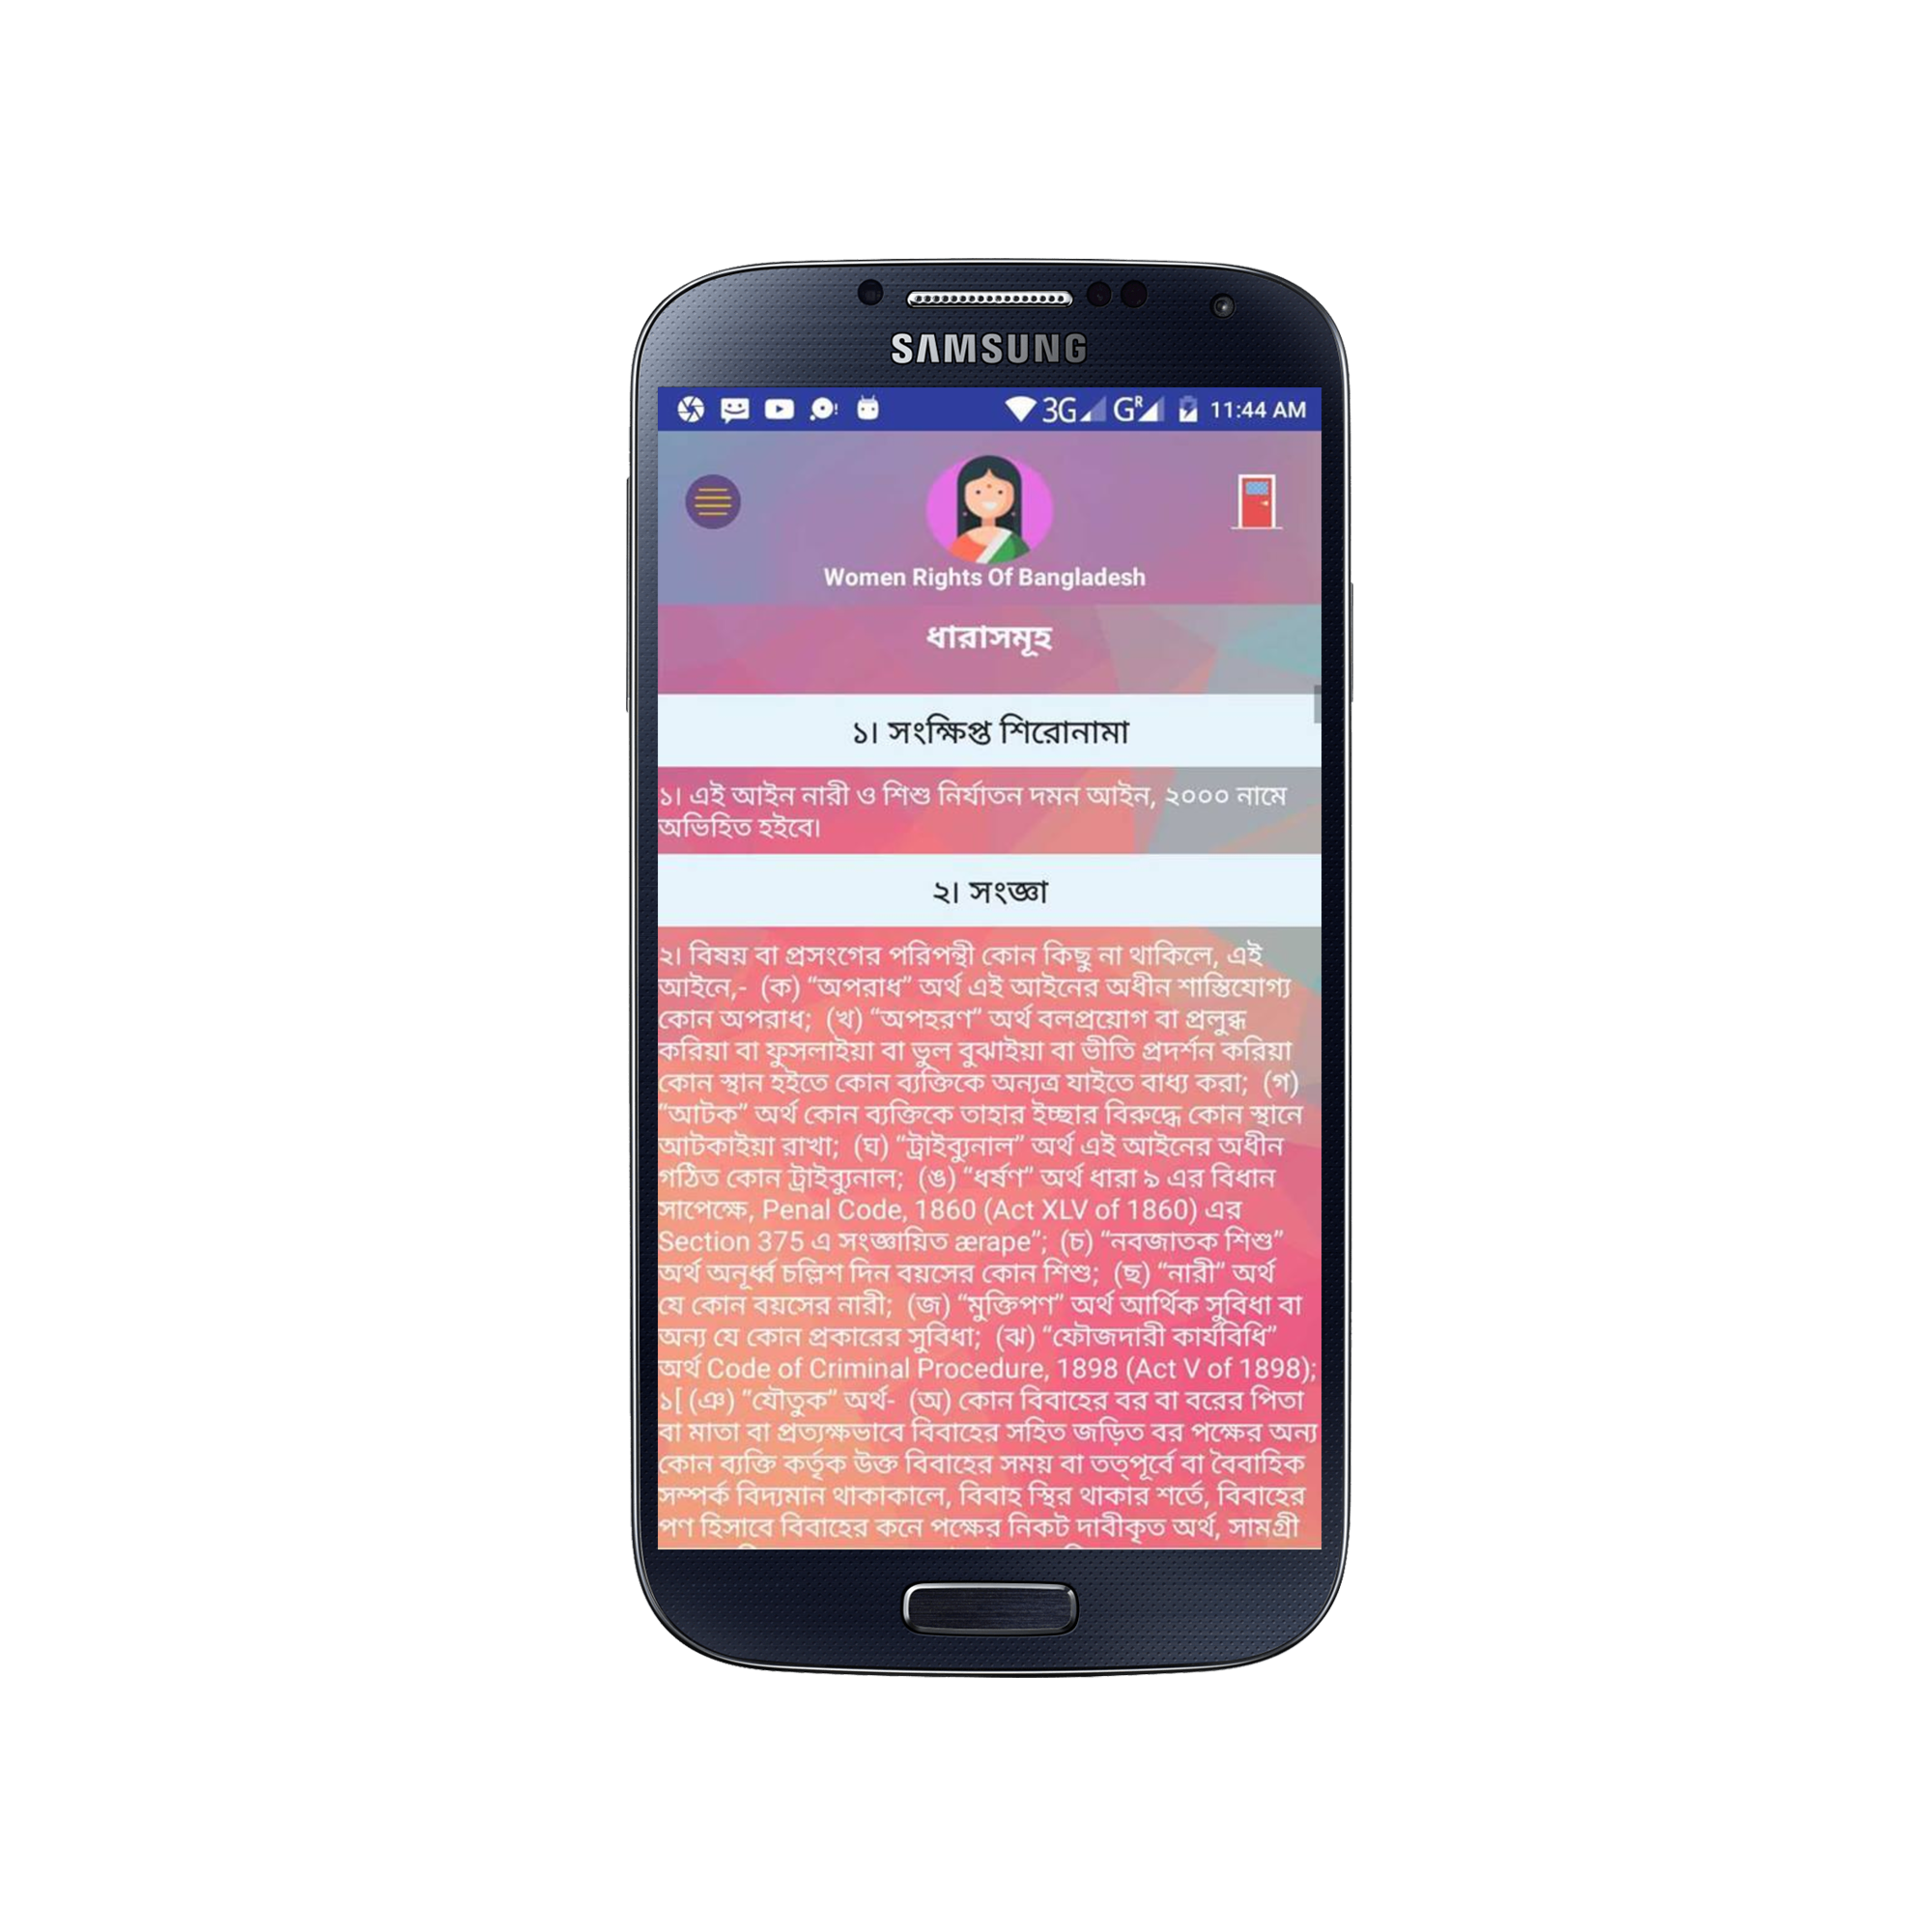 SAMSUNG
3G G R 11:44 AM
Women Rights Of Bangladesh
ধারাসমূহ
১। সংক্ষিপ্ত শিরোনামা
১। এই আইন নারী ও শিশু নির্যাতন দমন আইন, ২০০০ নামে
অভিহিত হইবে।
২। সংজ্ঞা
২। বিষয় বা প্রসংগের পরিপন্থী কোন কিছু না থাকিলে, এই
আইনে,- (ক) “অপরাধ” অর্থ এই আইনের অধীন শাস্তিযোগ্য
কোন অপরাধ; (খ) “অপহরণ” অর্থ বলপ্রয়োগ বা প্রলুব্ধ
করিয়া বা ফুসলাইয়া বা ভুল বুঝাইয়া বা ভীতি প্রদর্শন করিয়া
কোন স্থান হইতে কোন ব্যক্তিকে অন্যত্র যাইতে বাধ্য করা; (গ)
“আটক” অর্থ কোন ব্যক্তিকে তাহার ইচ্ছার বিরুদ্ধে কোন স্থানে
আটকাইয়া রাখা; (ঘ) “ট্রাইব্যুনাল” অর্থ এই আইনের অধীন
গঠিত কোন ট্রাইব্যুনাল; (ঙ) “ধর্ষণ” অর্থ ধারা ৯ এর বিধান
সাপেক্ষে, Penal Code, 1860 (Act XLV of 1860) এর
Section 375 এ সংজ্ঞায়িত ærape”; (চ) “নবজাতক শিশু”
অর্থ অনূর্ধ্ব চল্লিশ দিন বয়সের কোন শিশু; (ছ) “নারী” অর্থ
যে কোন বয়সের নারী; (জ) “মুক্তিপণ” অর্থ আর্থিক সুবিধা বা
অন্য যে কোন প্রকারের সুবিধা; (ঝ) “ফৌজদারী কার্যবিধি”
অর্থ Code of Criminal Procedure, 1898 (Act V of 1898);
১[ (ঞ) “যৌতুক” অর্থ- (অ) কোন বিবাহের বর বা বরের পিতা
বা মাতা বা প্রত্যক্ষভাবে বিবাহের সহিত জড়িত বর পক্ষের অন্য
কোন ব্যক্তি কর্তৃক উক্ত বিবাহের সময় বা তত্পূর্বে বা বৈবাহিক
সম্পর্ক বিদ্যমান থাকাকালে, বিবাহ স্থির থাকার শর্তে, বিবাহের
পণ হিসাবে বিবাহের কনে পক্ষের নিকট দাবীকৃত অর্থ, সামগ্রী